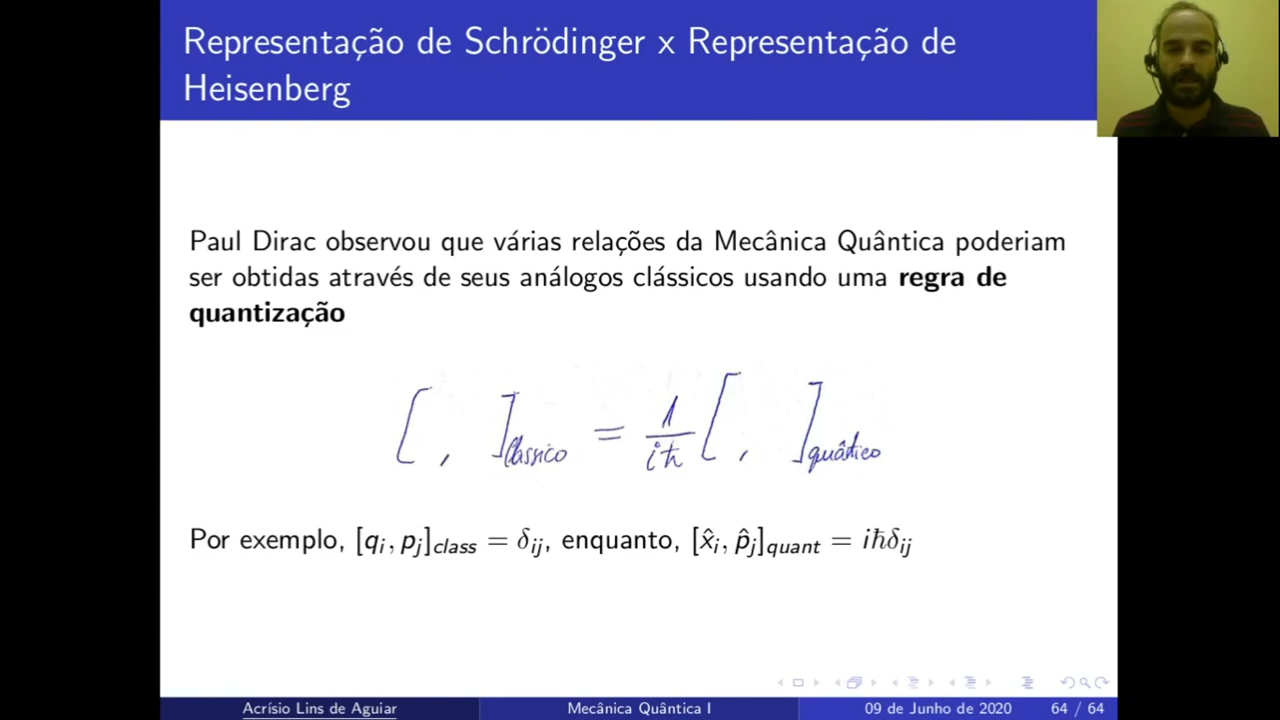 Representação de Schrödinger x Representação de
Heisenberg
Paul Dirac observou que várias relações da Mecânica Quântica poderiam
ser obtidas através de seus análogos clássicos usando uma regra de
quantização
[ , ]clássico = 1/iħ [ , ]quântico
Por exemplo, [qᵢ, pⱼ]class = δᵢⱼ, enquanto, [x̂ᵢ, p̂ⱼ]quant = iħδᵢⱼ
Acrísio Lins de Aguiar Mecânica Quântica I 09 de Junho de 2020 64 / 64